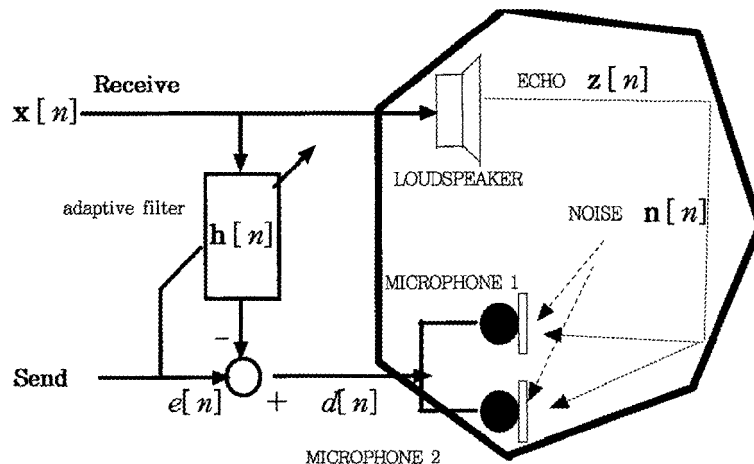 Receive
ECHO z[n]
x[n]
LOUDSPEAKER
adaptive filter
h[n]
NOISE n[n]
MICROPHONE 1
−
Send
e[n]
+
d[n]
MICROPHONE 2